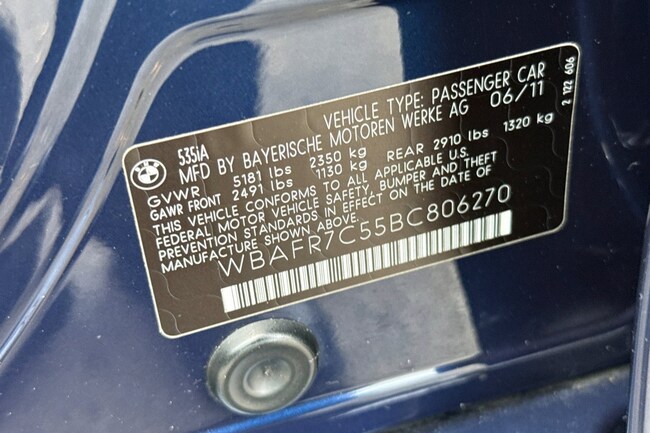 BMW
535iA
VEHICLE TYPE: PASSENGER CAR
MFD BY BAYERISCHE MOTOREN WERKE AG 06/11
GVWR 5181 lbs 2350 kg
GAWR FRONT 2491 lbs 1130 kg REAR 2910 lbs 1320 kg
THIS VEHICLE CONFORMS TO ALL APPLICABLE U.S.
FEDERAL MOTOR VEHICLE SAFETY, BUMPER AND THEFT
PREVENTION STANDARDS IN EFFECT ON THE DATE OF
MANUFACTURE SHOWN ABOVE.
WBAFR7C55BC806270
2 122 606